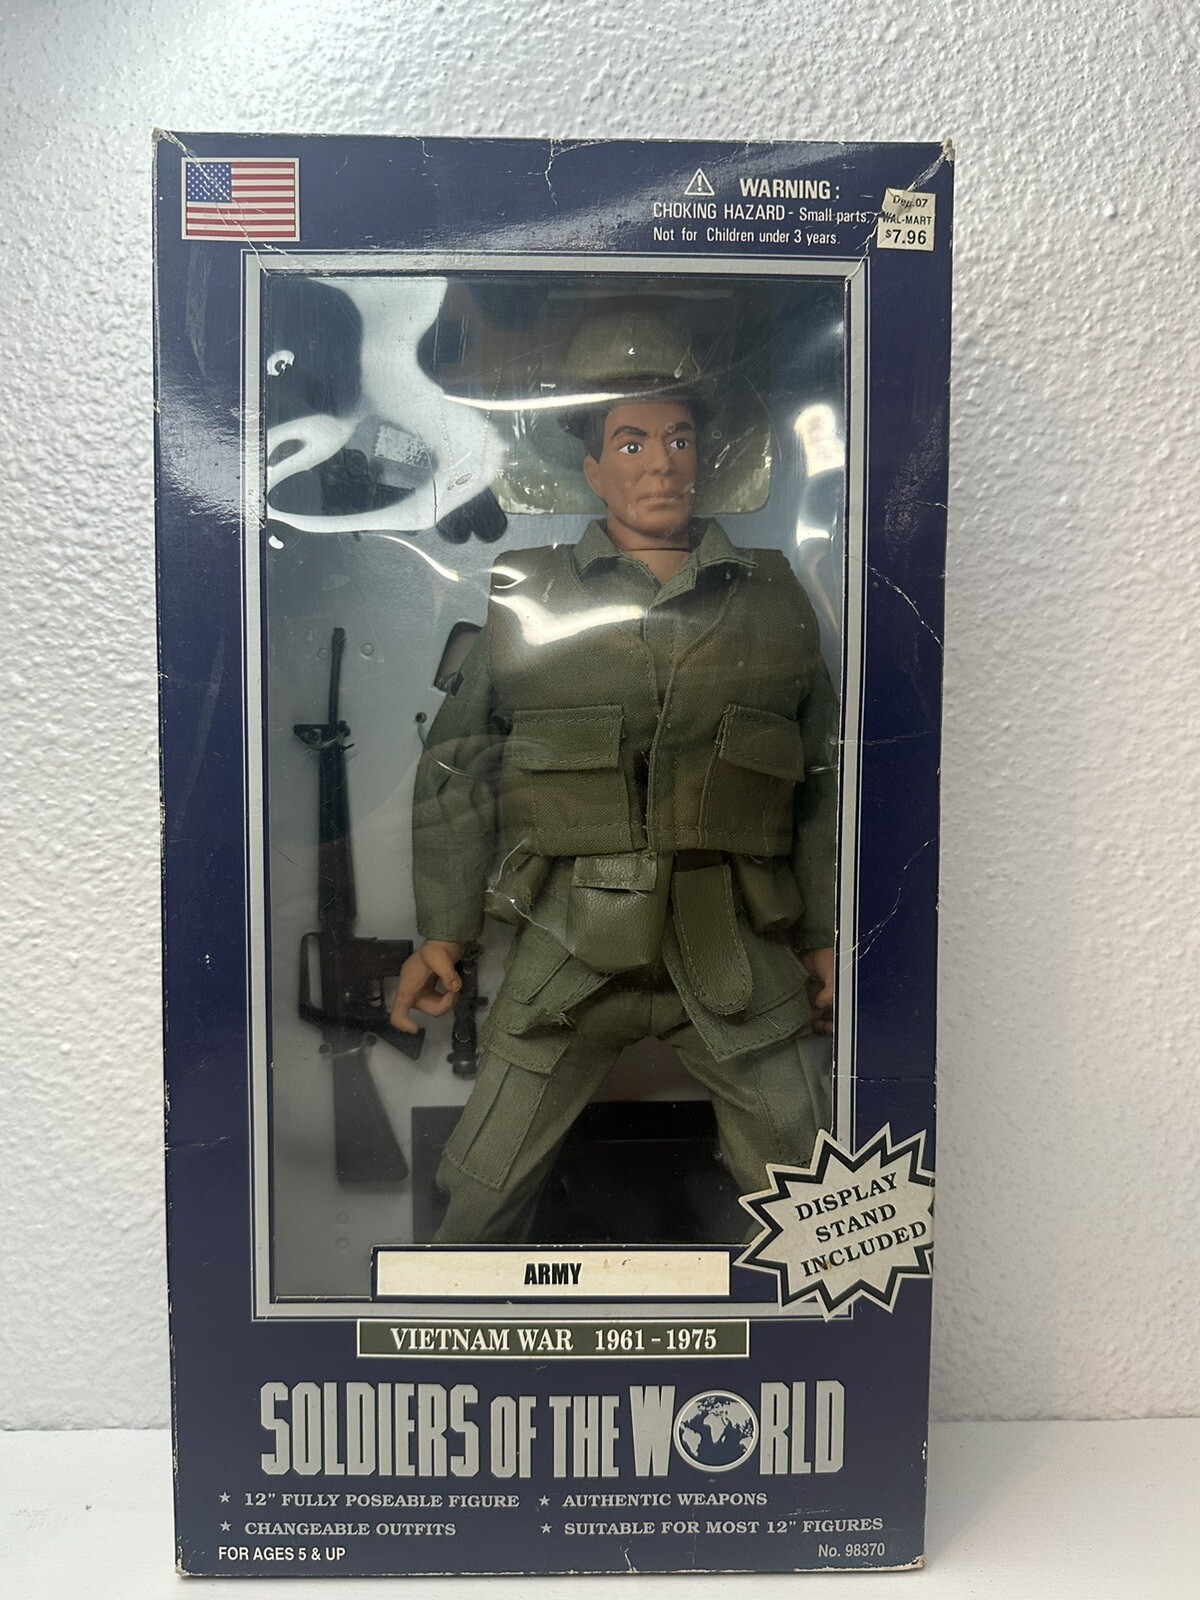 WARNING:
CHOKING HAZARD - Small parts,
Not for Children under 3 years.
Dep.07
WAL-MART
$7.96
DISPLAY
STAND
INCLUDED
ARMY
VIETNAM WAR 1961-1975
SOLDIERS OF THE WORLD
★ 12" FULLY POSEABLE FIGURE ★ AUTHENTIC WEAPONS
★ CHANGEABLE OUTFITS ★ SUITABLE FOR MOST 12" FIGURES
FOR AGES 5 & UP No. 98370